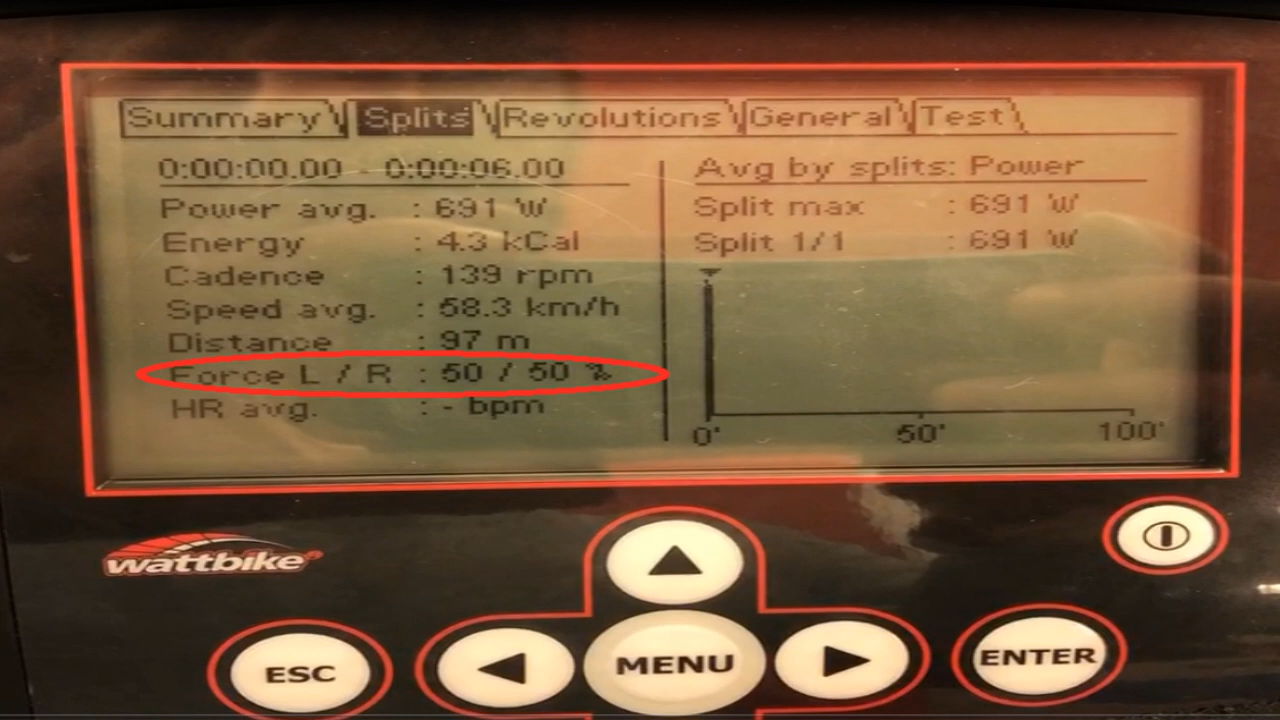 Summary Splits Revolutions General Test
0:00:00.00 0:00:06.00
Power avg. : 691 W
Energy : 4.3 kCal
Cadence : 139 rpm
Speed avg. : 58.3 km/h
Distance : 97 m
Force L / R : 50 / 50 %
HR avg. : - bpm
Avg by splits: Power
Split max : 691 W
Split 1/1 : 691 W
0' 50' 100'
wattbike
ESC
MENU
ENTER